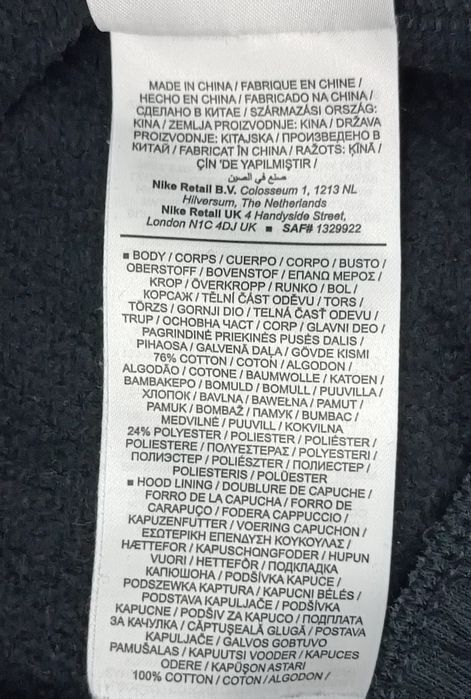 MADE IN CHINA / FABRIQUE EN CHINE /
HECHO EN CHINA / FABRICADO NA CHINA /
СДЕЛАНО В КИТАЕ / SZÁRMAZÁSI ORSZÁG:
KINA / ZEMLJA PROIZVODNJE: KINA / DRŽAVA
PROIZVODNJE: KITAJSKA / ПРОИЗВЕДЕНО В
КИТАЙ / FABRICAT ÎN CHINA / RAŽOTS: ĶĪNĀ /
ÇİN 'DE YAPILMIŞTIR /
صنع في الصين
Nike Retail B.V. Colosseum 1, 1213 NL
Hilversum, The Netherlands
Nike Retail UK 4 Handyside Street,
London N1C 4DJ UK ■ SAF# 1329922
■ BODY / CORPS / CUERPO / CORPO / BUSTO /
OBERSTOFF / BOVENSTOF / ΕΠΑΝΩ ΜΕΡΟΣ /
KROP / ÖVERKROPP / RUNKO / BOL /
КОРСАЖ / TĚLNÍ ČÁST ODĚVU / TORS /
TÖRZS / GORNJI DIO / TELNÁ ČASŤ ODEVU /
TRUP / ОСНОВНА ЧАСТ / CORP / GLAVNI DEO /
PAGRINDINĖ PRIEKINĖS PUSĖS DALIS /
PIHAOSA / GALVENĀ DAĻA / GÖVDE KISMI
76% COTTON / COTON / ALGODON /
ALGODÃO / COTONE / BAUMWOLLE / KATOEN /
ΒΑΜΒΑΚΕΡΟ / BOMULD / BOMULL / PUUVILLA /
ХЛОПОК / BAVLNA / BAWEŁNA / PAMUT /
PAMUK / BOMBAŽ / ПАМУК / BUMBAC /
MEDVILNĖ / PUUVILL / KOKVILNA
24% POLYESTER / POLIESTER / POLIÉSTER /
POLIESTERE / ΠΟΛΥΕΣΤΕΡΑΣ / POLYESTERI /
ПОЛИЭСТЕР / POLIÉSZTER / ПОЛИЕСТЕР /
POLIESTERIS / POLÜESTER
■ HOOD LINING / DOUBLURE DE CAPUCHE /
FORRO DE LA CAPUCHA / FORRO DE
CARAPUÇO / FODERA CAPPUCCIO /
KAPUZENFUTTER / VOERING CAPUCHON /
ΕΣΩΤΕΡΙΚΗ ΕΠΕΝΔΥΣΗ ΚΟΥΚΟΥΛΑΣ /
HÆTTEFOR / KAPUSCHONGFODER / HUPUN
VUORI / HETTEFÔR / ПОДКЛАДКА
КАПЮШОНА / PODŠÍVKA KAPUCE /
PODSZEWKA KAPTURA / KAPUCNI BÉLÉS /
PODSTAVA KAPULJAČE / PODŠÍVKA
KAPUCNE / PODŠIV ZA KAPUCO / ПОДПЛАТА
ЗА КАЧУЛКА / CĂPTUŞEALĂ GLUGĂ / POSTAVA
KAPULJAČE / GALVOS GOBTUVO
PAMUŠALAS / KAPUUTSI VOODER / KAPUCES
ODERE / KAPÜŞON ASTARI
100% COTTON / COTON / ALGODON /